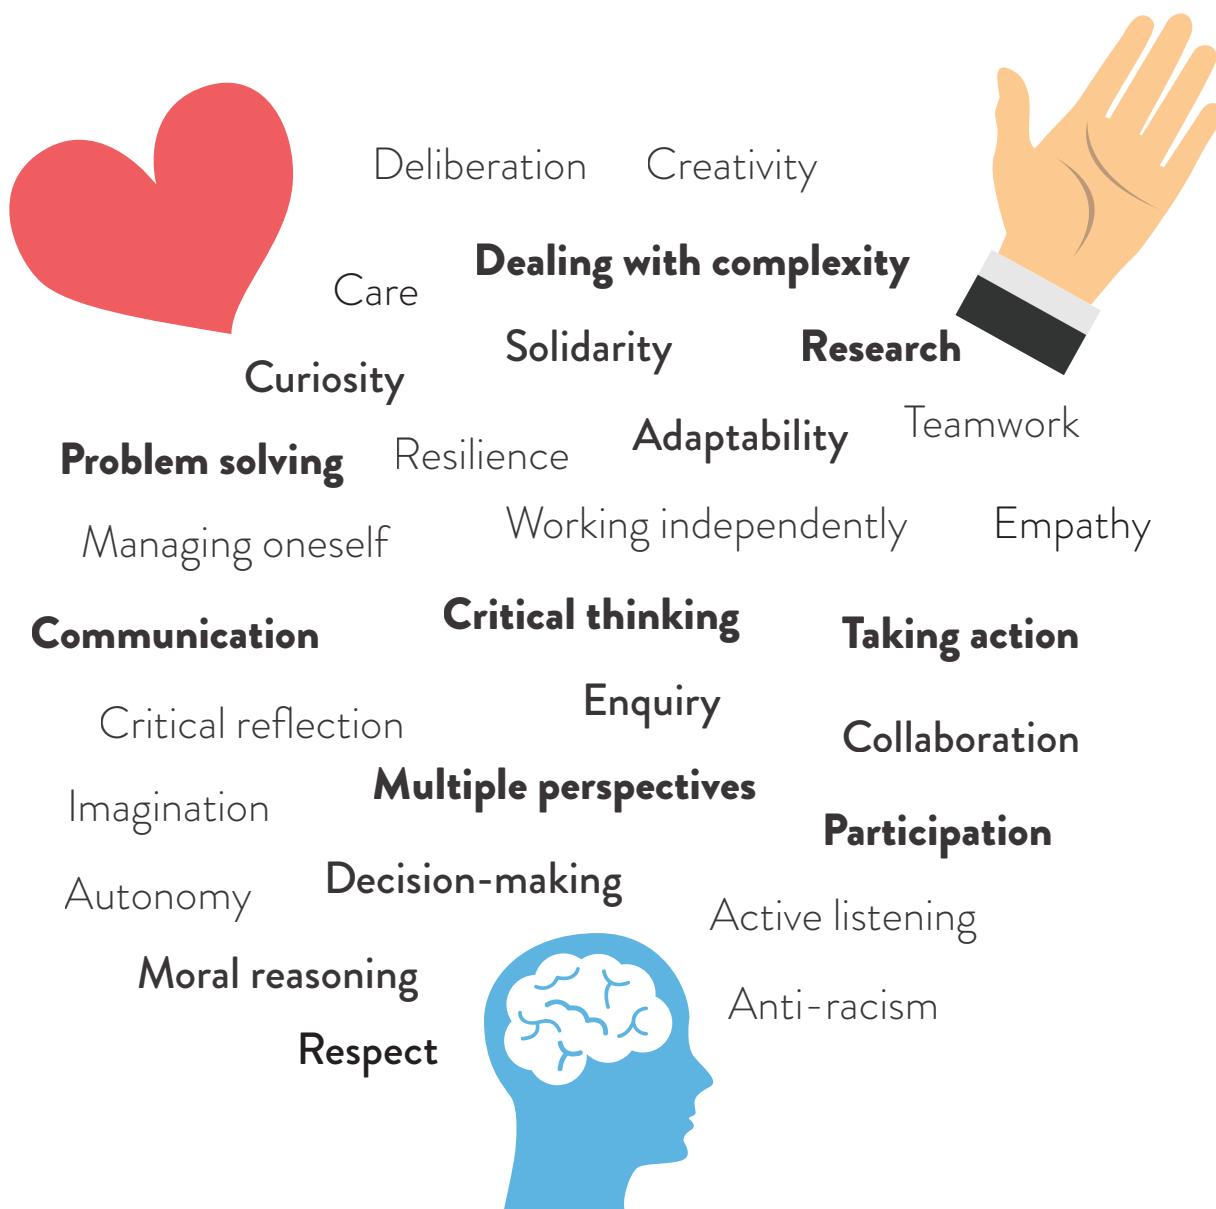 Deliberation
Creativity
Dealing with complexity
Care
Solidarity
Research
Curiosity
Adaptability
Teamwork
Problem solving
Resilience
Working independently
Empathy
Managing oneself
Critical thinking
Communication
Taking action
Enquiry
Critical reflection
Collaboration
Multiple perspectives
Imagination
Participation
Decision-making
Autonomy
Active listening
Moral reasoning
Anti-racism
Respect